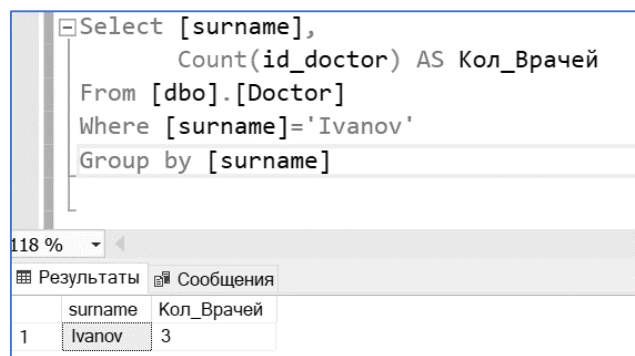 Select [surname],
Count(id_doctor) AS Кол_Врачей
From [dbo].[Doctor]
Where [surname]='Ivanov'
Group by [surname]
118 %
Результаты Сообщения
surname Кол_Врачей
1 Ivanov 3